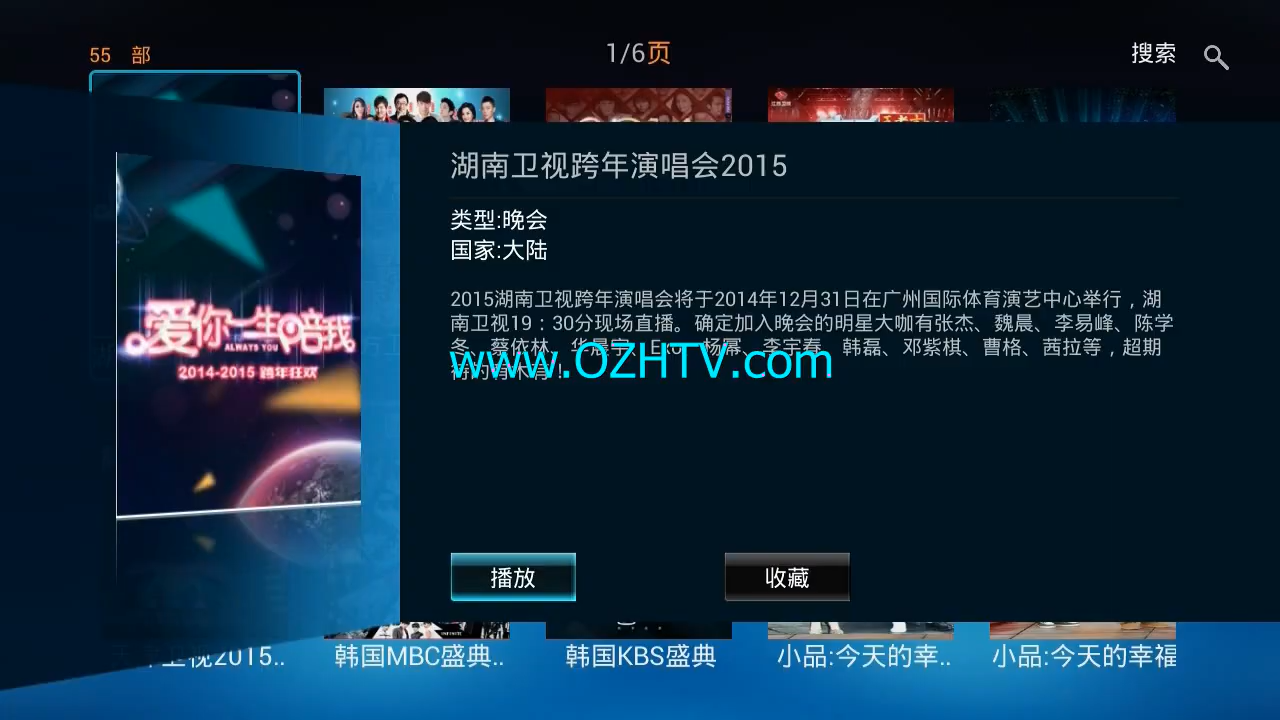 55 部
1/6页
搜索
湖南卫视跨年演唱会2015
类型:晚会
国家:大陆
2015湖南卫视跨年演唱会将于2014年12月31日在广州国际体育演艺中心举行，湖
南卫视19：30分现场直播。确定加入晚会的明星大咖有张杰、魏晨、李易峰、陈学
冬、蔡依林、华晨宇、Exo、杨幂、李宇春、韩磊、邓紫棋、曹格、茜拉等，超期
www.OZHTV.com
爱你一生陪我
ALWAYS YOU
2014-2015 跨年狂欢
播放
收藏
卫视2015..
韩国MBC盛典..
韩国KBS盛典
小品:今天的幸..
小品:今天的幸福